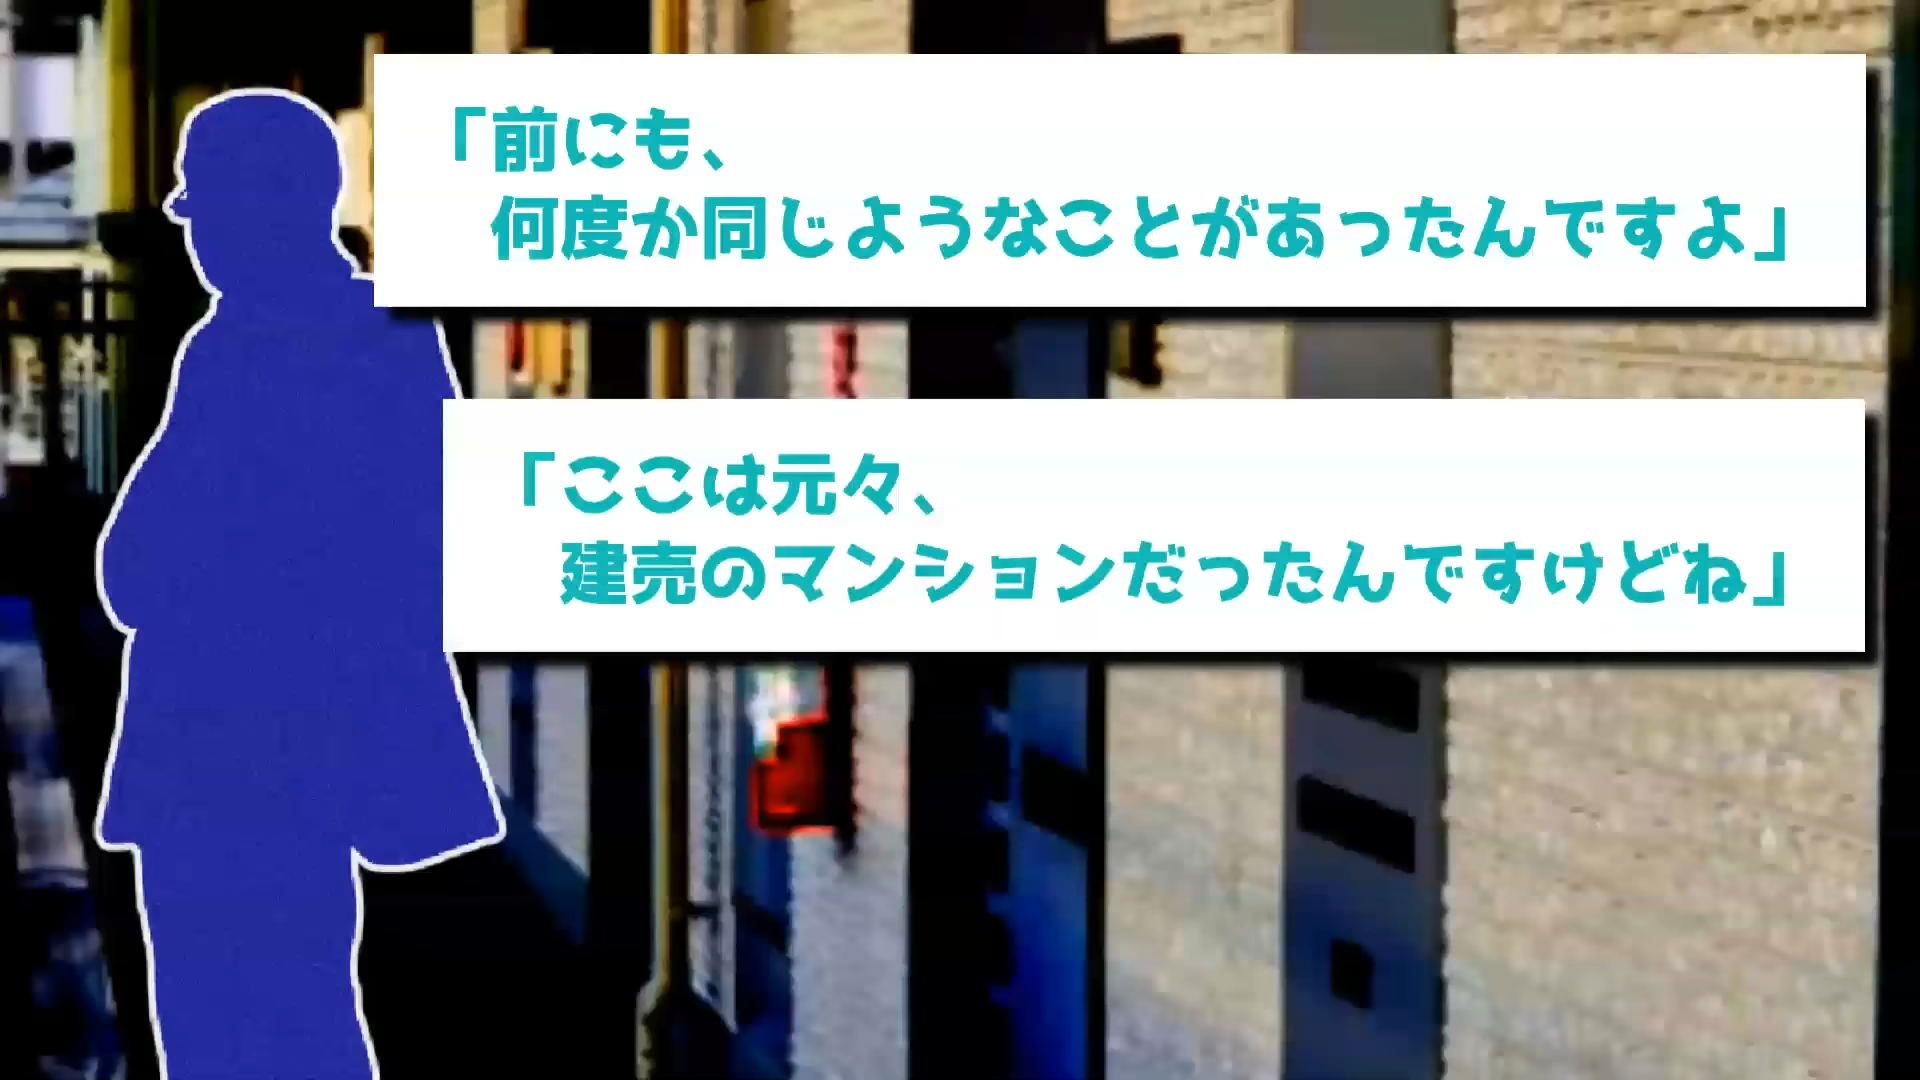 「前にも、
何度か同じようなことがあったんですよ」
「ここは元々、
建売のマンションだったんですけどね」